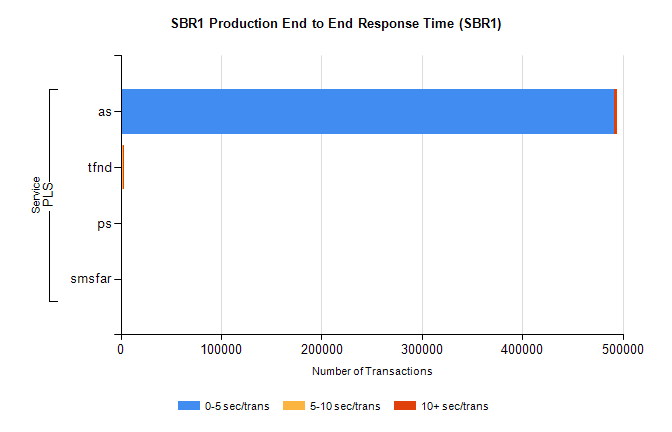 SBR1 Production End to End Response Time (SBR1)
Service
PLS
as
tfnd
ps
smsfar
0 100000 200000 300000 400000 500000
Number of Transactions
0-5 sec/trans 5-10 sec/trans 10+ sec/trans